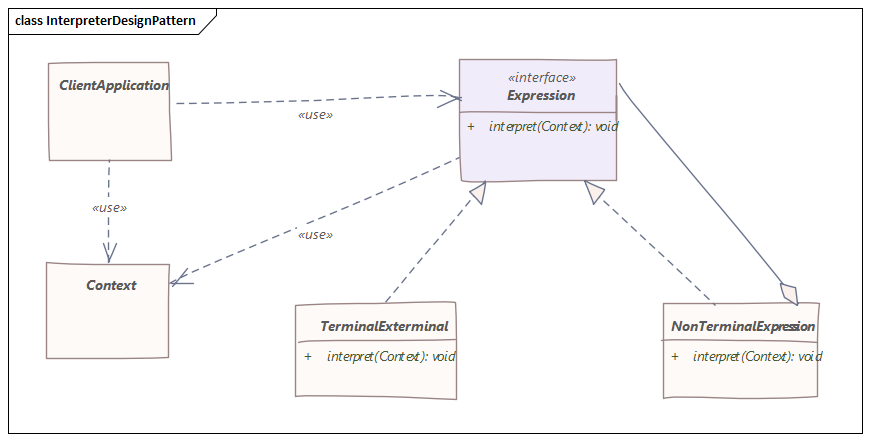 class InterpreterDesignPattern
ClientApplication
«use»
«interface»
Expression
+ interpret(Context): void
«use»
«use»
Context
TerminalExterminal
+ interpret(Context): void
NonTerminalExpression
+ interpret(Context): void